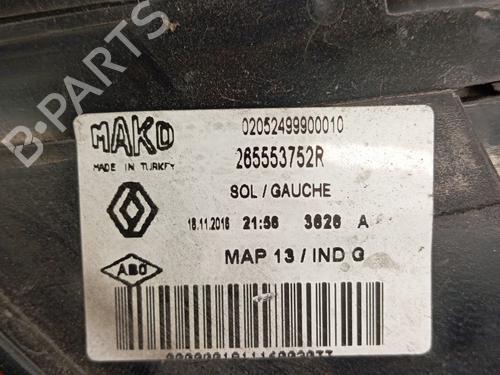 B-PARTS
MAKO
MADE IN TURKEY
02052499900010
265553752R
SOL / GAUCHE
18.11.2016 21:56 3626 A
MAP 13 / IND G